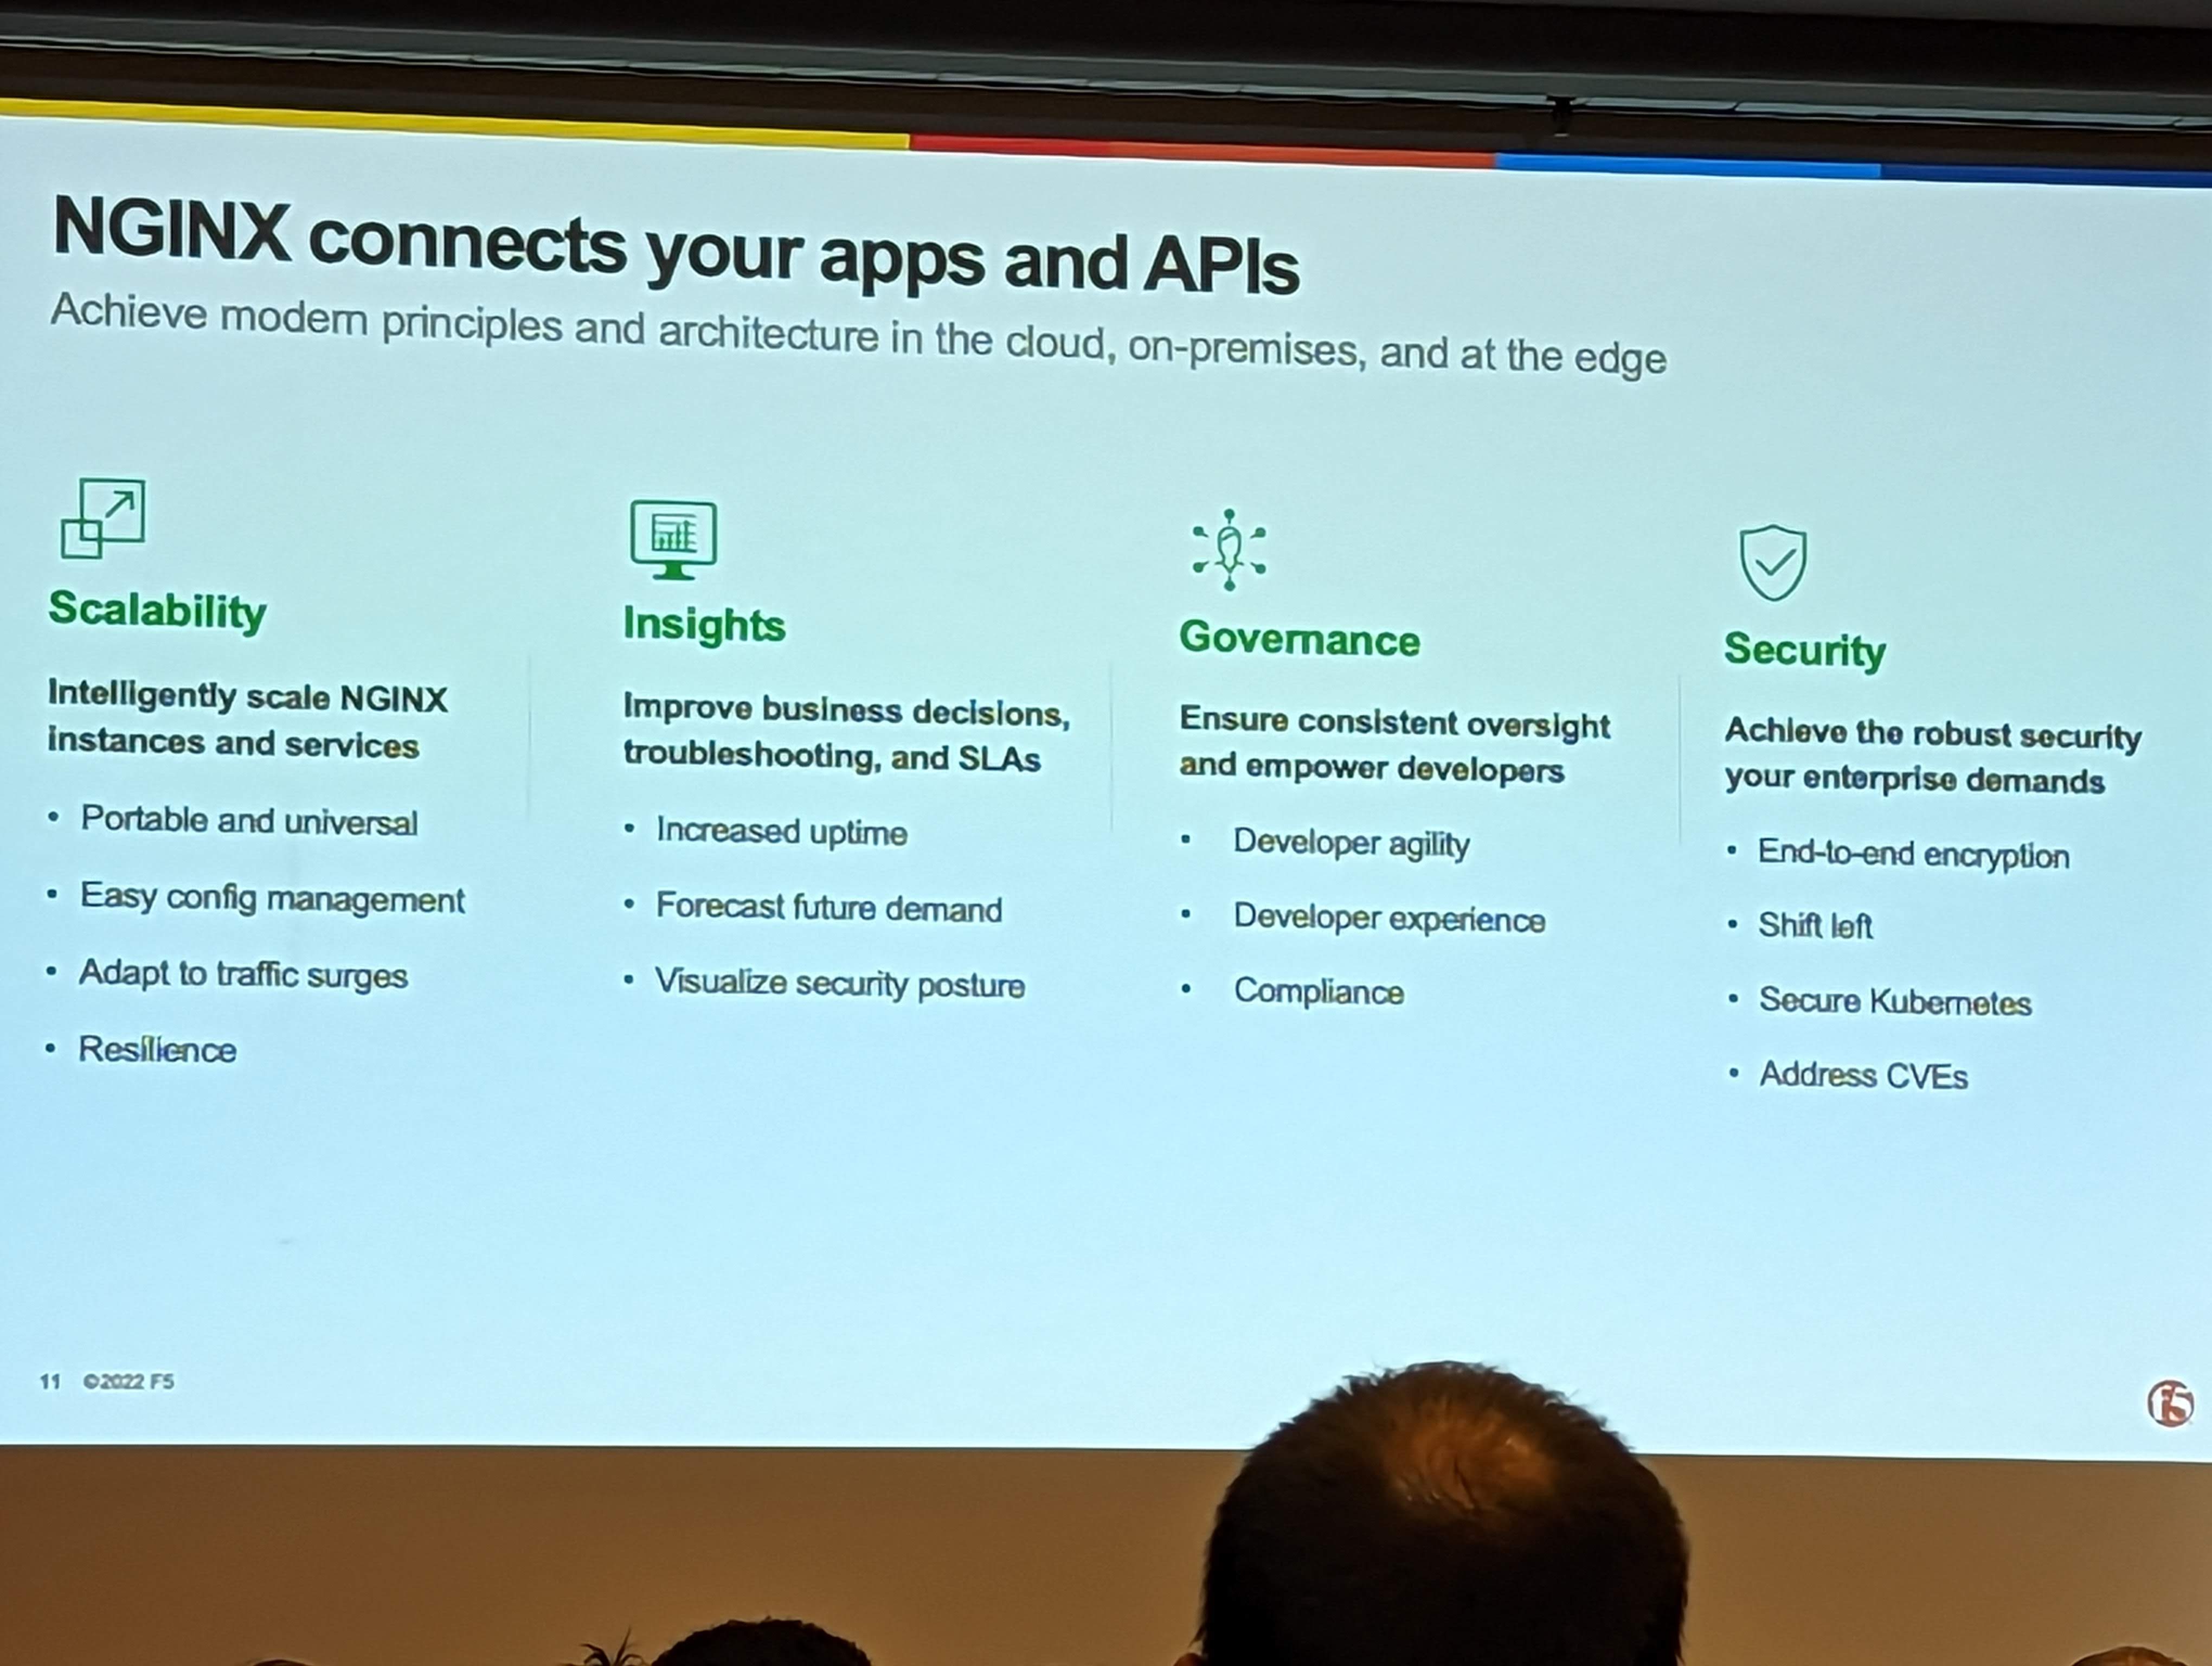 NGINX connects your apps and APIs
Achieve modern principles and architecture in the cloud, on-premises, and at the edge
Scalability
Intelligently scale NGINX
instances and services
• Portable and universal
• Easy config management
• Adapt to traffic surges
• Resilience
Insights
Improve business decisions,
troubleshooting, and SLAs
• Increased uptime
• Forecast future demand
• Visualize security posture
Governance
Ensure consistent oversight
and empower developers
• Developer agility
• Developer experience
• Compliance
Security
Achieve the robust security
your enterprise demands
• End-to-end encryption
• Shift left
• Secure Kubernetes
• Address CVEs
11 ©2022 F5
f5